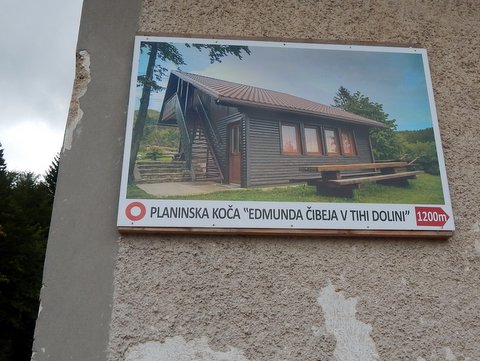 PLANINSKA KOČA "EDMUNDA ČIBEJA V TIHI DOLINI" 1200m